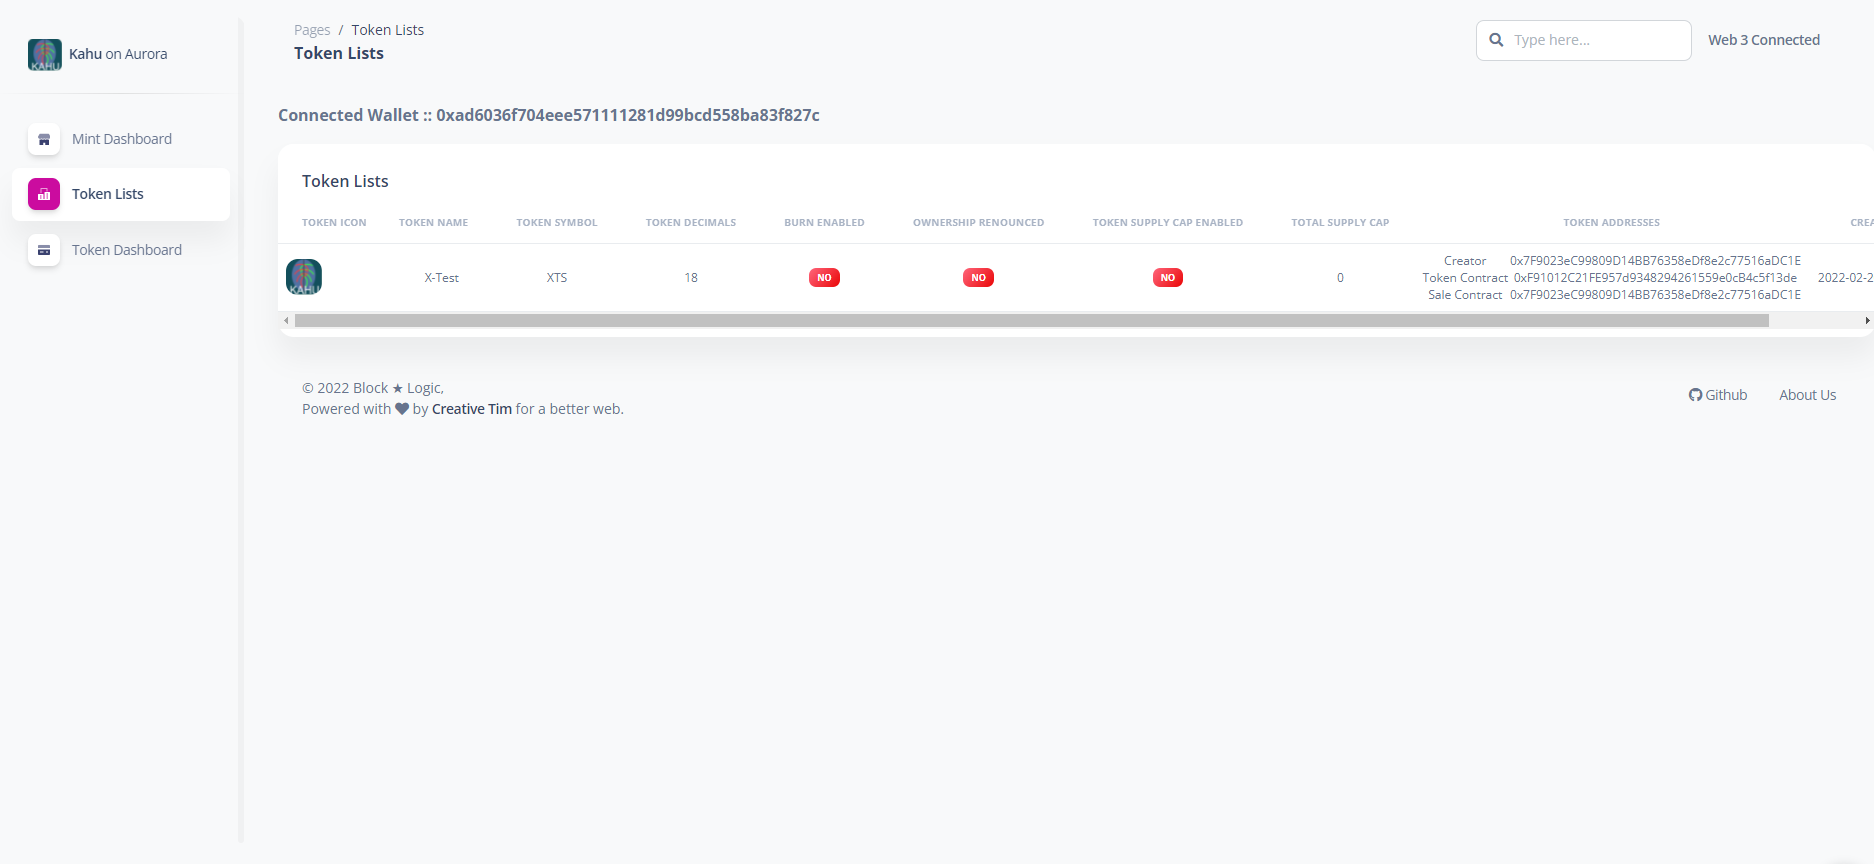 Kahu on Aurora
Mint Dashboard
Token Lists
Token Dashboard
Pages / Token Lists
Token Lists
Type here...
Web 3 Connected
Connected Wallet :: 0xad6036f704eee571111281d99bcd558ba83f827c
Token Lists
TOKEN ICON TOKEN NAME TOKEN SYMBOL TOKEN DECIMALS BURN ENABLED OWNERSHIP RENOUNCED TOKEN SUPPLY CAP ENABLED TOTAL SUPPLY CAP TOKEN ADDRESSES CREA
KAHU X-Test XTS 18 NO NO NO 0
Creator 0x7F9023eC99809D14BB76358eDf8e2c77516aDC1E
Token Contract 0xF91012C21FE957d9348294261559e0cB4c5f13de
Sale Contract 0x7F9023eC99809D14BB76358eDf8e2c77516aDC1E
2022-02-2
© 2022 Block ★ Logic,
Powered with ♥ by Creative Tim for a better web.
Github
About Us